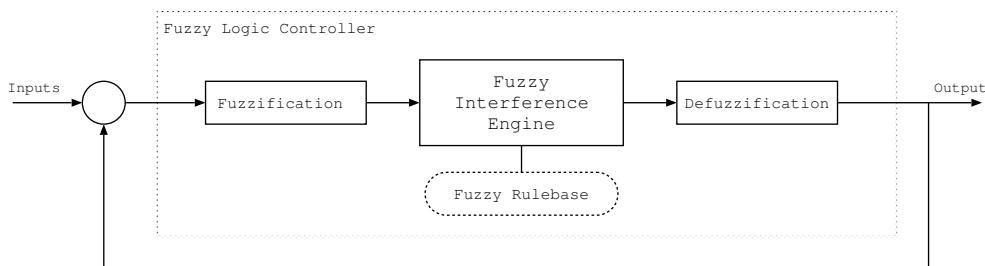 Fuzzy Logic Controller
Inputs
Fuzzification
Fuzzy
Interference
Engine
Defuzzification
Output
Fuzzy Rulebase